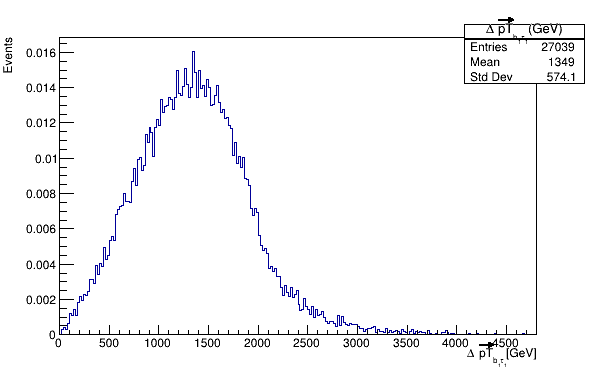 Δ pT b₁τ₁ (GeV)
Entries 27039
Mean 1349
Std Dev 574.1
Events
0.016
0.014
0.012
0.01
0.008
0.006
0.004
0.002
0
0 500 1000 1500 2000 2500 3000 3500 4000 4500
Δ pT b₁τ₁ [GeV]